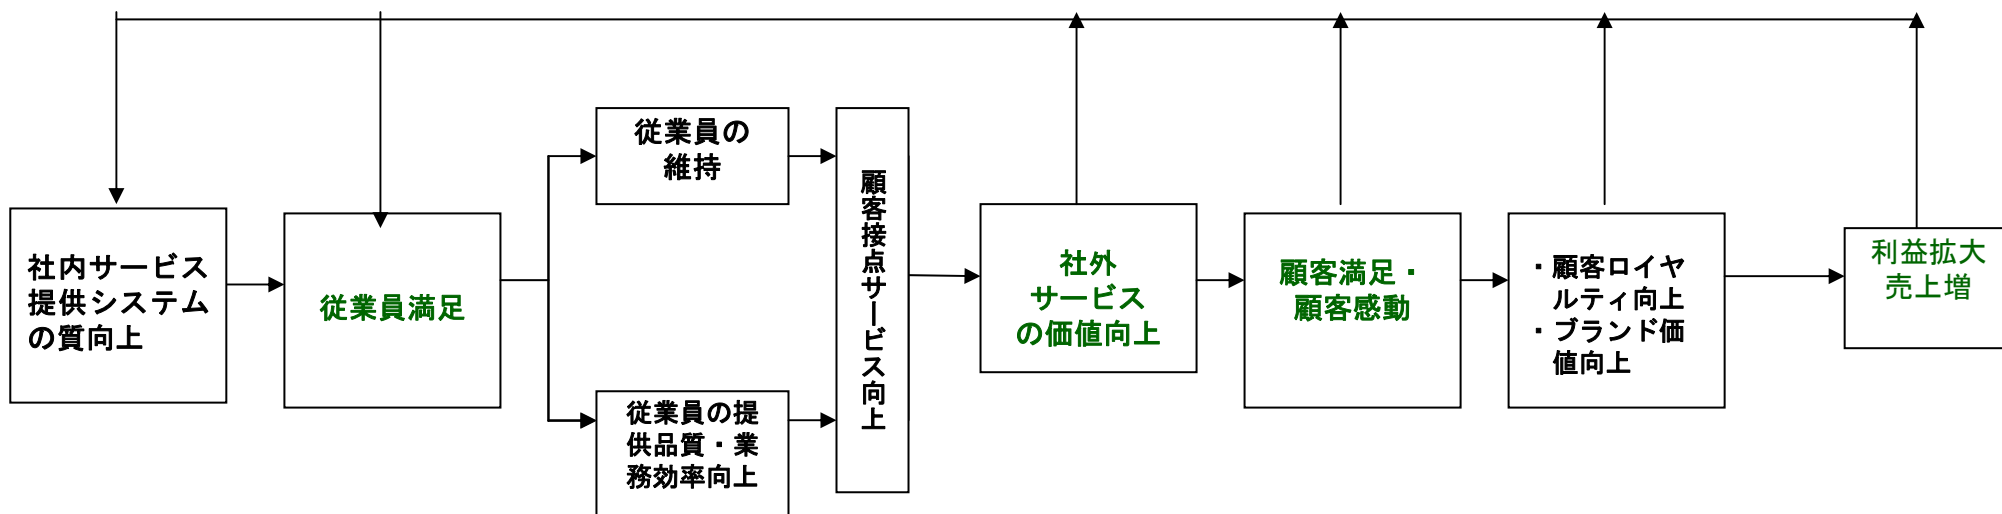 社内サービス
提供システム
の質向上
従業員満足
従業員の
維持
従業員の提
供品質・業
務効率向上
顧客接点サービス向上
社外
サービス
の価値向上
顧客満足・
顧客感動
・顧客ロイヤ
ルティ向上
・ブランド価
値向上
利益拡大
売上増